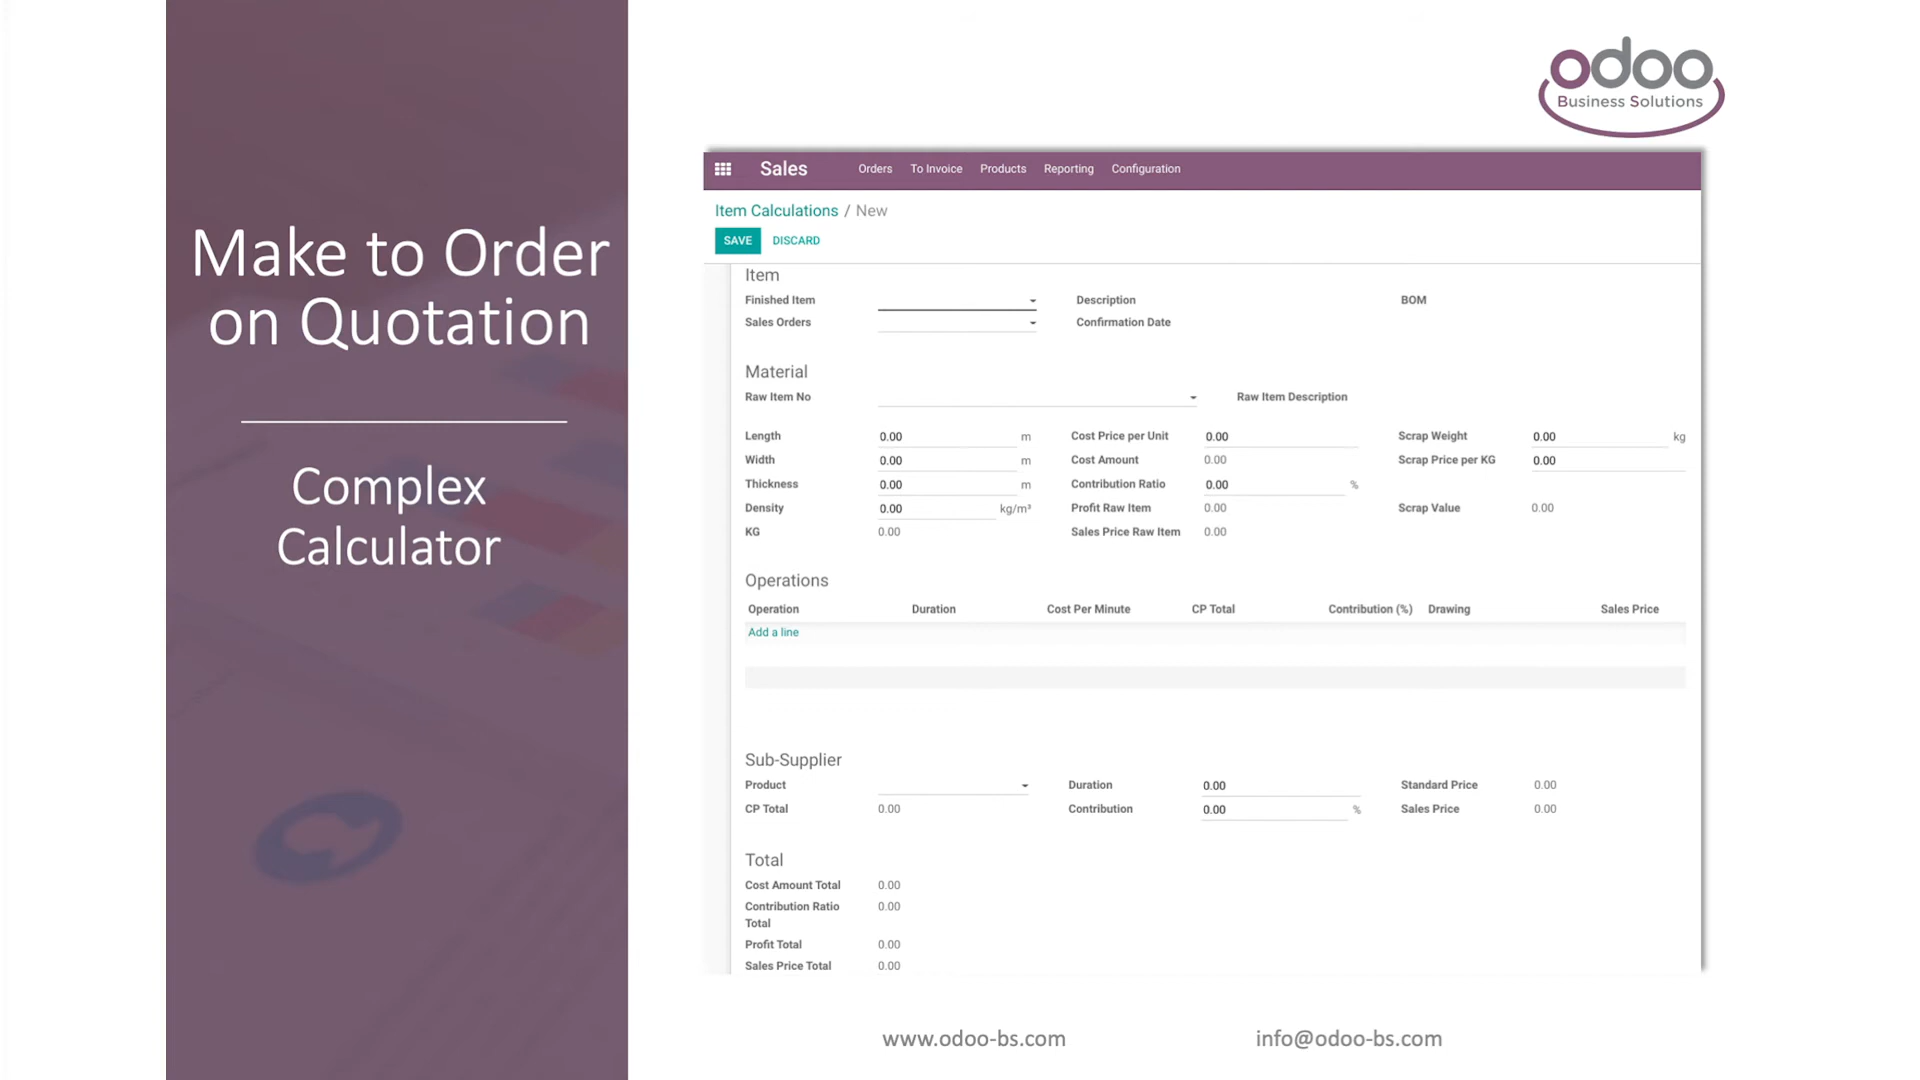 Make to Order
on Quotation
Complex
Calculator
odoo
Business Solutions
Sales Orders To Invoice Products Reporting Configuration
Item Calculations / New
SAVE DISCARD
Item
Finished Item Description BOM
Sales Orders Confirmation Date
Material
Raw Item No Raw Item Description
Length 0.00 m Cost Price per Unit 0.00 Scrap Weight 0.00 kg
Width 0.00 m Cost Amount 0.00 Scrap Price per KG 0.00
Thickness 0.00 m Contribution Ratio 0.00 %
Density 0.00 kg/m³ Profit Raw Item 0.00 Scrap Value 0.00
KG 0.00 Sales Price Raw Item 0.00
Operations
Operation Duration Cost Per Minute CP Total Contribution (%) Drawing Sales Price
Add a line
Sub-Supplier
Product Duration 0.00 Standard Price 0.00
CP Total 0.00 Contribution 0.00 % Sales Price 0.00
Total
Cost Amount Total 0.00
Contribution Ratio 0.00
Total
Profit Total 0.00
Sales Price Total 0.00
www.odoo-bs.com info@odoo-bs.com